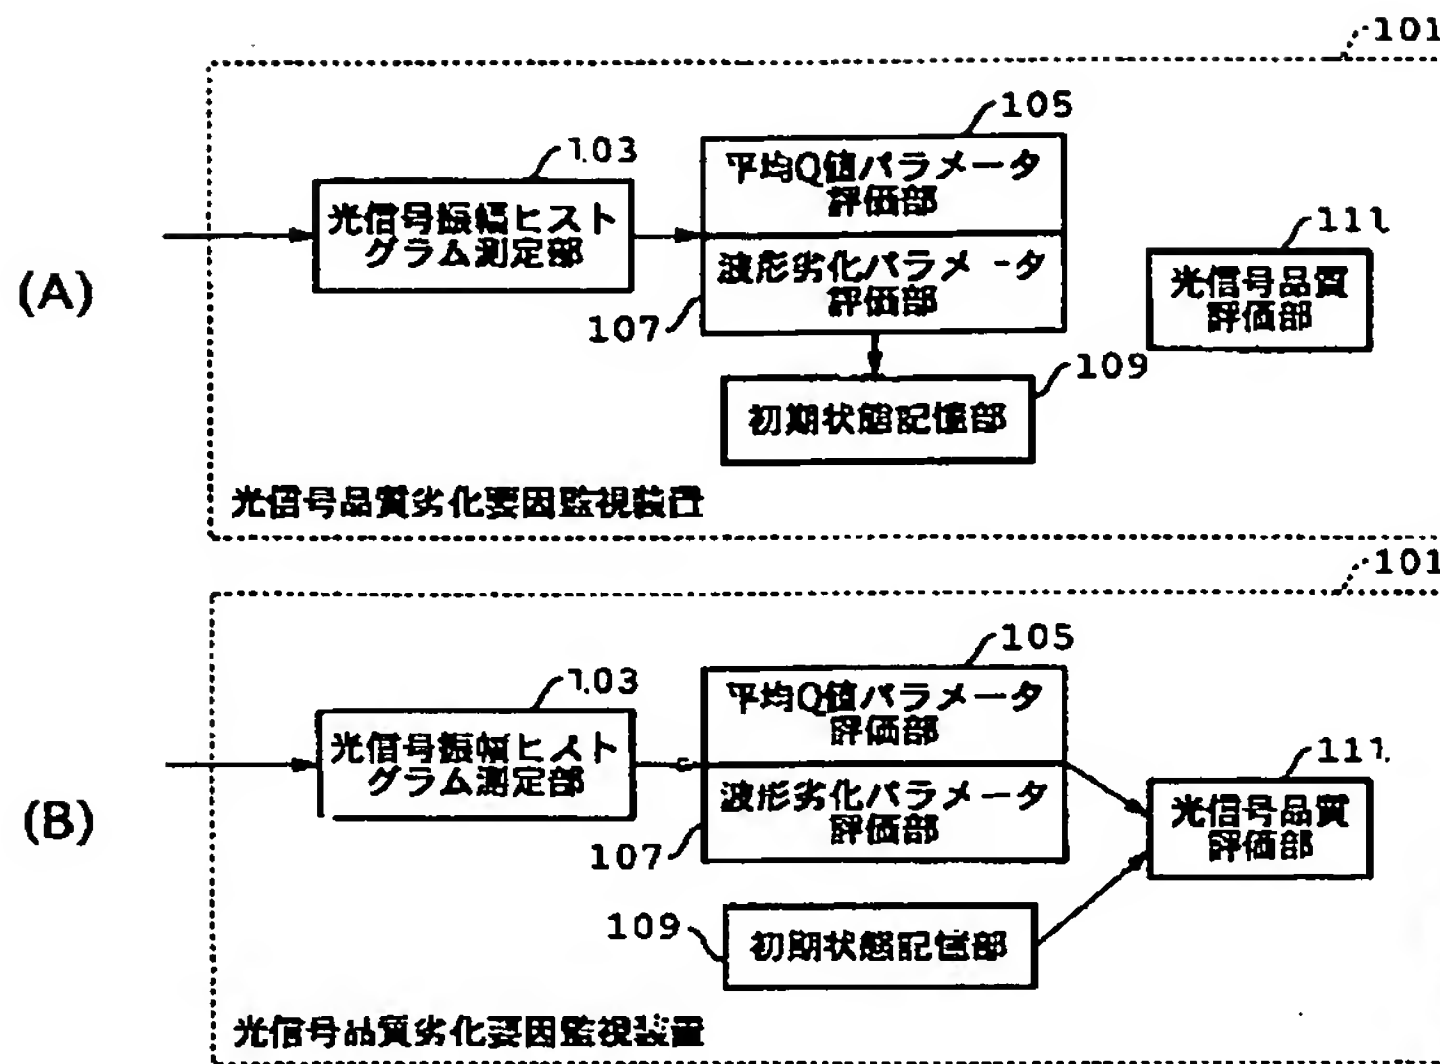 101
105
103
平均Q値パラメータ
評価部
光信号振幅ヒスト
グラム測定部
111
(A)
波形劣化パラメータ
評価部
光信号品質
評価部
107
109
初期状態記憶部
光信号品質劣化要因監視装置
101
105
103
平均Q値パラメータ
評価部
光信号振幅ヒスト
グラム測定部
111
(B)
波形劣化パラメータ
評価部
光信号品質
評価部
107
109
初期状態記憶部
光信号品質劣化要因監視装置